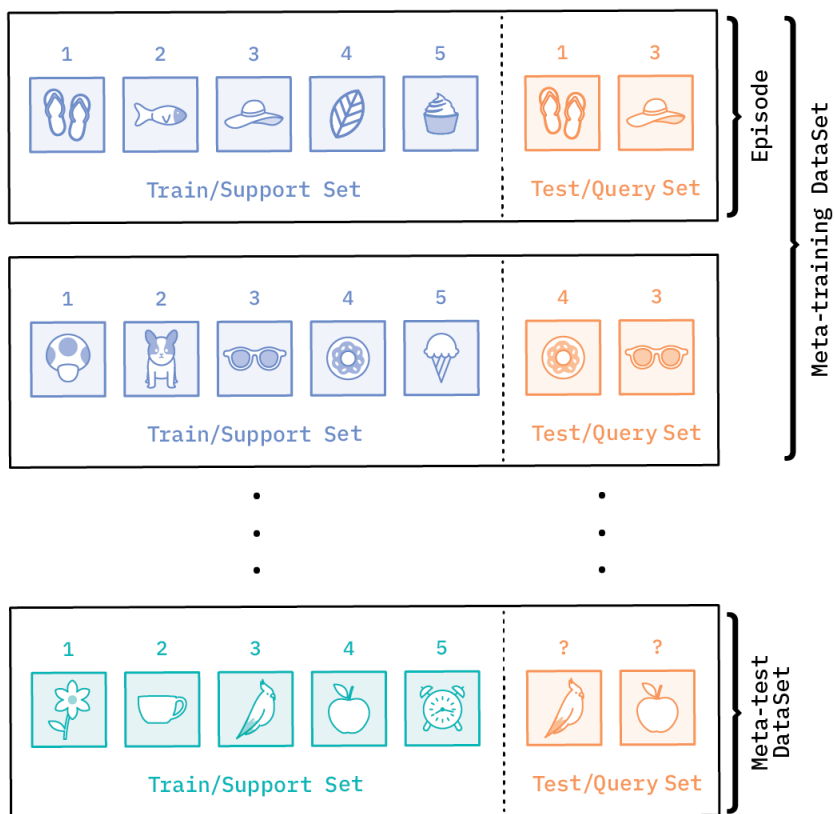 1 2 3 4 5 1 3
Train/Support Set Test/Query Set
Episode
1 2 3 4 5 4 3
Train/Support Set Test/Query Set
Meta-training DataSet
1 2 3 4 5 ? ?
Train/Support Set Test/Query Set
Meta-test
DataSet